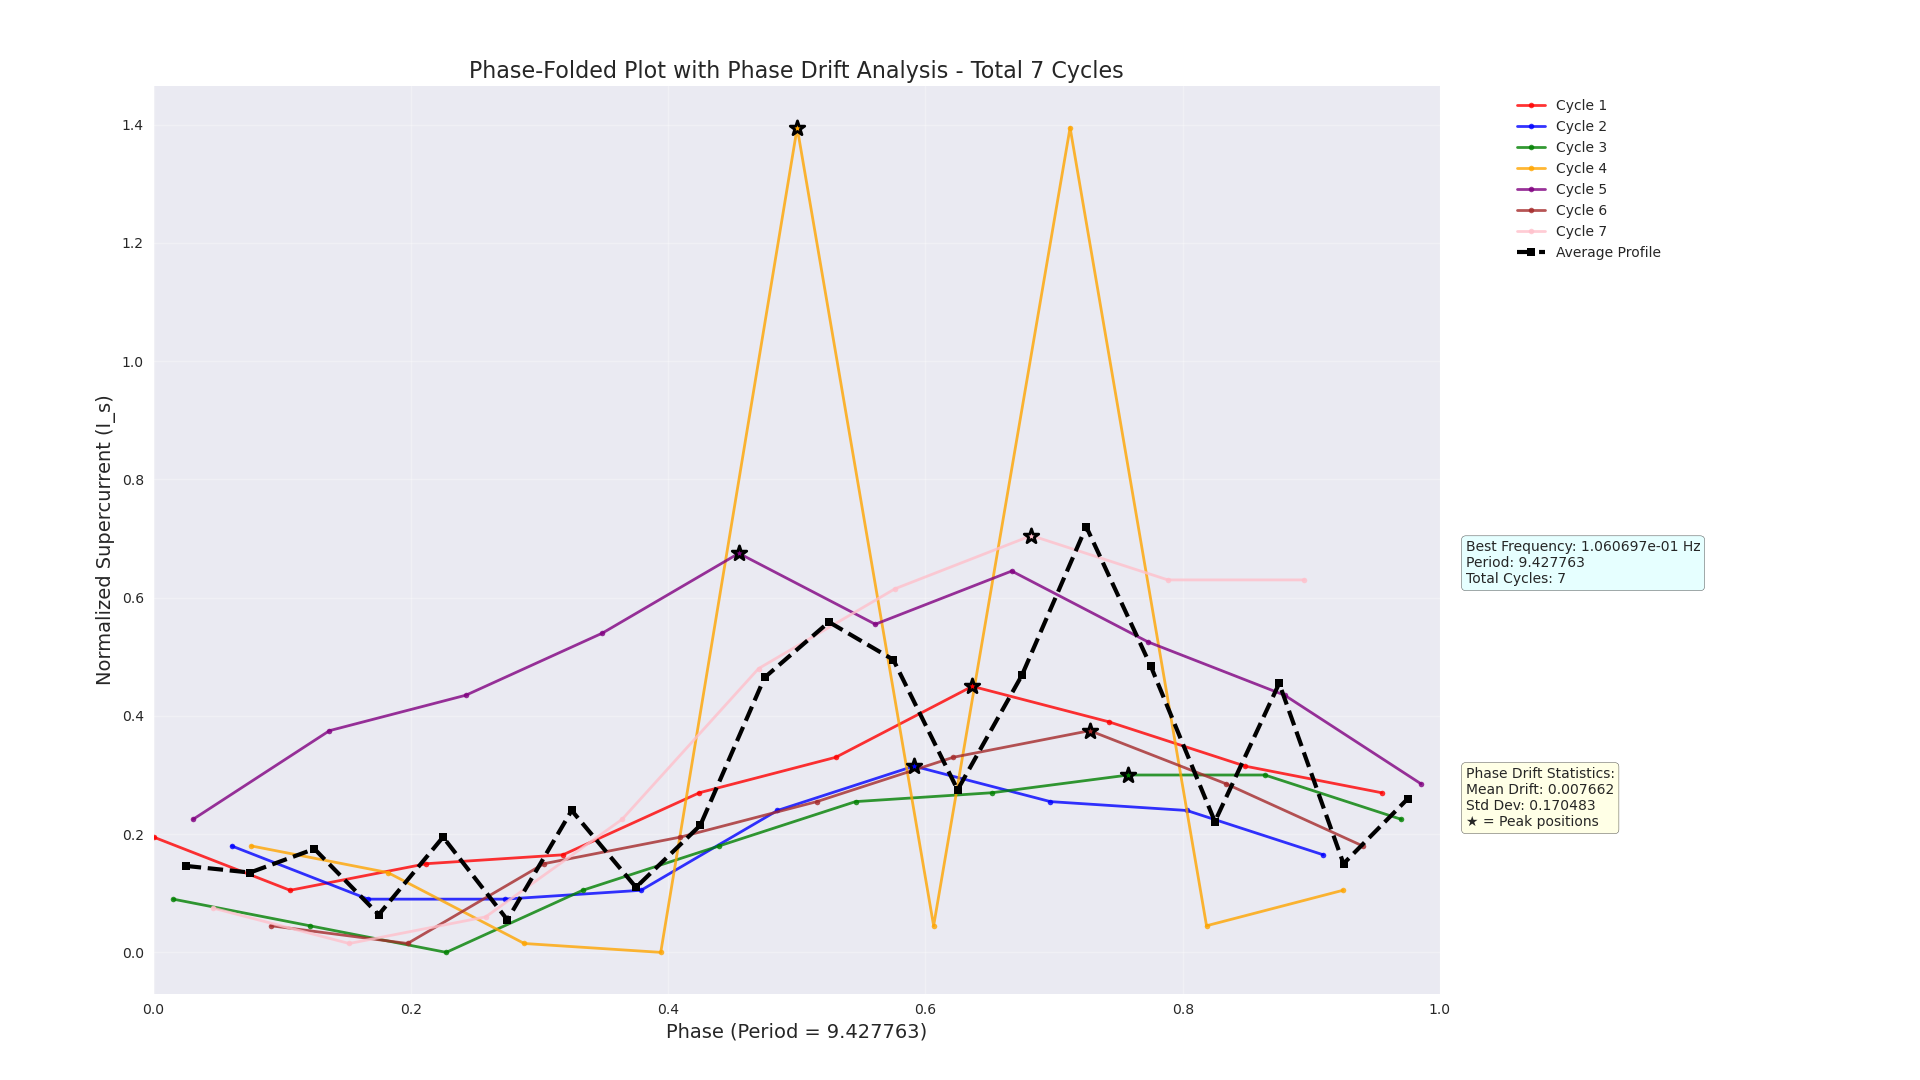 Phase-Folded Plot with Phase Drift Analysis - Total 7 Cycles
Normalized Supercurrent (I_s)
1.4
1.2
1.0
0.8
0.6
0.4
0.2
0.0
0.0
0.2
0.4
0.6
0.8
1.0
Phase (Period = 9.427763)
Cycle 1
Cycle 2
Cycle 3
Cycle 4
Cycle 5
Cycle 6
Cycle 7
Average Profile
Best Frequency: 1.060697e-01 Hz
Period: 9.427763
Total Cycles: 7
Phase Drift Statistics:
Mean Drift: 0.007662
Std Dev: 0.170483
★ = Peak positions